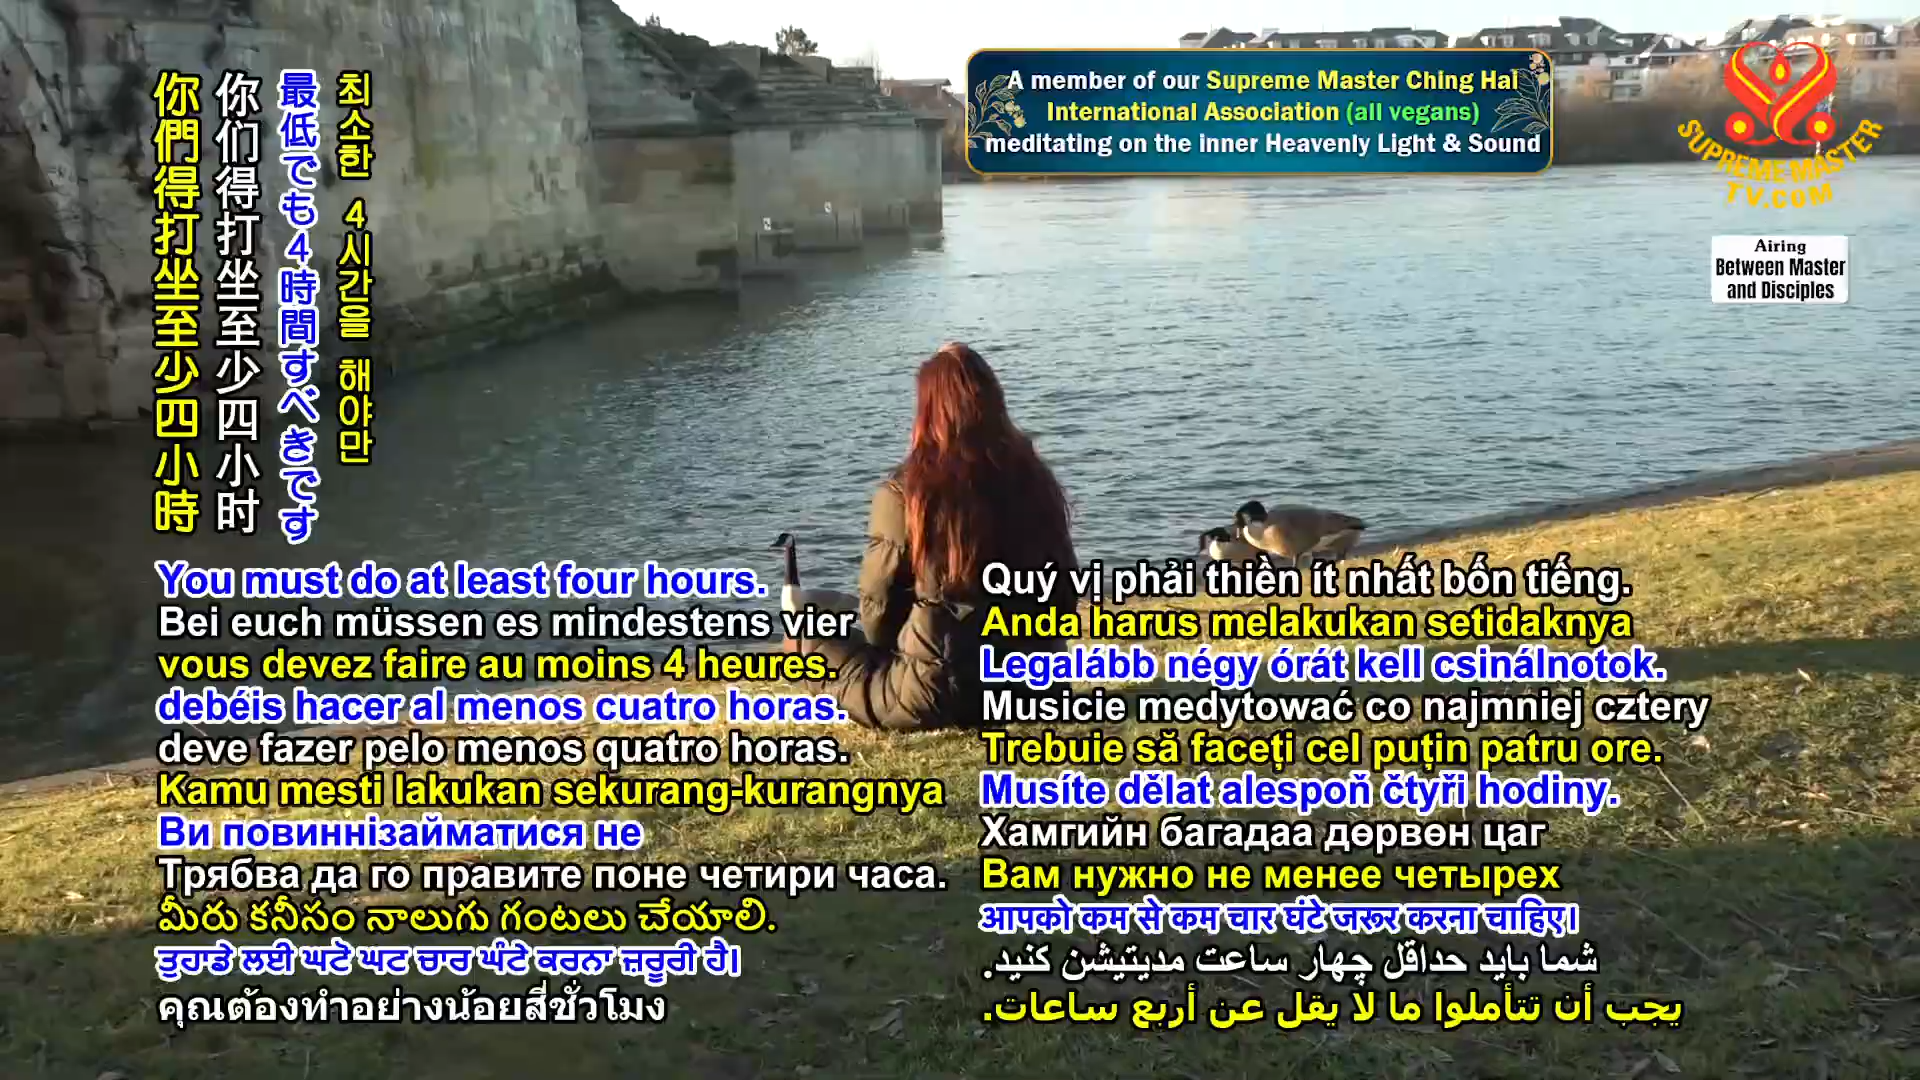 你們得打坐至少四小時
你们得打坐至少四小时
最低でも4時間すべきです
최소한 4시간을 해야만
A member of our Supreme Master Ching Hai
International Association (all vegans)
meditating on the inner Heavenly Light & Sound
SUPREME MASTER
TV.COM
Airing
Between Master
and Disciples
You must do at least four hours.
Bei euch müssen es mindestens vier
vous devez faire au moins 4 heures.
debéis hacer al menos cuatro horas.
deve fazer pelo menos quatro horas.
Kamu mesti lakukan sekurang-kurangnya
Ви повиннізайматися не
Трябва да го правите поне четири часа.
మీరు కనీసం నాలుగు గంటలు చేయాలి.
ਤੁਹਾਡੇ ਲਈ ਘਟੋ ਘਟ ਚਾਰ ਘੰਟੇ ਕਰਨਾ ਜ਼ਰੂਰੀ ਹੈ।
คุณต้องทำอย่างน้อยสี่ชั่วโมง
Quý vị phải thiền ít nhất bốn tiếng.
Anda harus melakukan setidaknya
Legalább négy órát kell csinálnotok.
Musicie medytować co najmniej cztery
Trebuie să faceți cel puțin patru ore.
Musíte dělat alespoň čtyři hodiny.
Хамгийн багадаа дөрвөн цаг
Вам нужно не менее четырех
आपको कम से कम चार घंटे जरूर करना चाहिए।
شما باید حداقل چهار ساعت مدیتیشن کنید.
يجب أن تتأملوا ما لا يقل عن أربع ساعات.